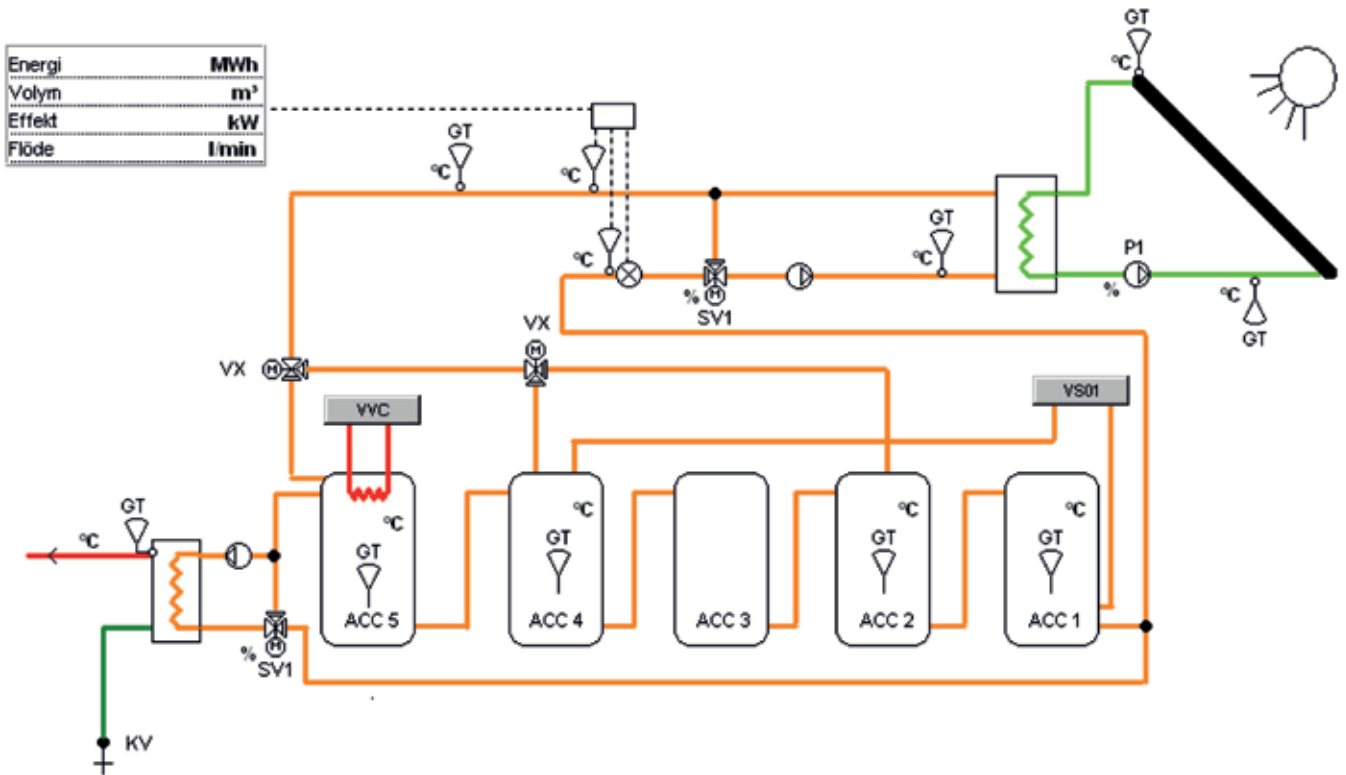 Energi MWh
Volym m³
Effekt kW
Flöde l/min
GT
°C
GT
°C
°C
°C
GT
°C
P1
%
°C
GT
%
M
SV1
VX
M
VX
M
VVC
VS01
GT
°C
°C
GT
ACC 5
°C
GT
ACC 4
ACC 3
°C
GT
ACC 2
°C
GT
ACC 1
%
M
SV1
KV